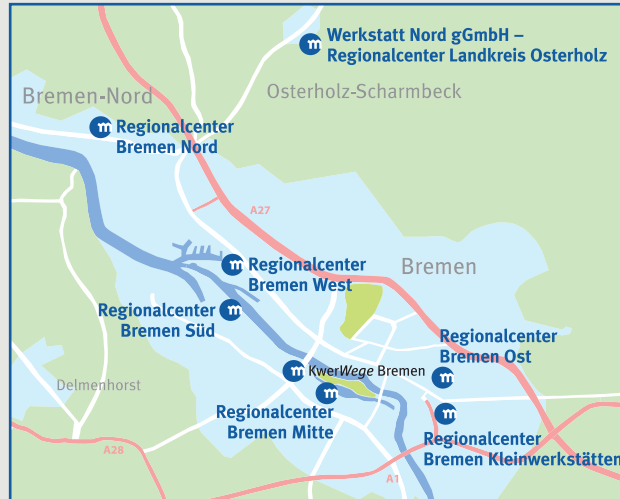 Werkstatt Nord gGmbH –
Regionalcenter Landkreis Osterholz
Bremen-Nord
Osterholz-Scharmbeck
Regionalcenter
Bremen Nord
A27
Regionalcenter
Bremen West
Bremen
Regionalcenter
Bremen Süd
Regionalcenter
Bremen Ost
KwerWege Bremen
Delmenhorst
Regionalcenter
Bremen Mitte
Regionalcenter
Bremen Kleinwerkstätten
A28
A1